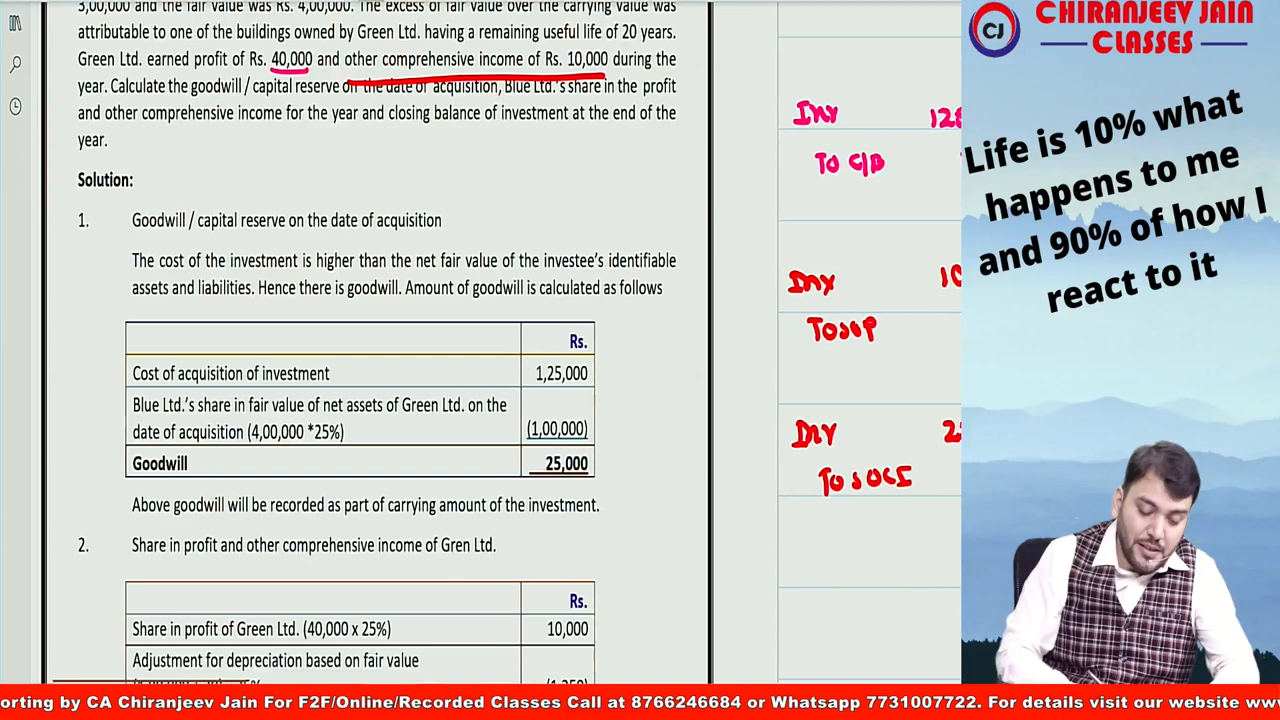 3,00,000 and the fair value was Rs. 4,00,000. The excess of fair value over the carrying value was
attributable to one of the buildings owned by Green Ltd. having a remaining useful life of 20 years.
Green Ltd. earned profit of Rs. 40,000 and other comprehensive income of Rs. 10,000 during the
year. Calculate the goodwill / capital reserve on the date of acquisition, Blue Ltd.'s share in the profit
and other comprehensive income for the year and closing balance of investment at the end of the
year.
Solution:
1. Goodwill / capital reserve on the date of acquisition
The cost of the investment is higher than the net fair value of the investee's identifiable
assets and liabilities. Hence there is goodwill. Amount of goodwill is calculated as follows
Rs.
Cost of acquisition of investment 1,25,000
Blue Ltd.'s share in fair value of net assets of Green Ltd. on the
date of acquisition (4,00,000 *25%) (1,00,000)
Goodwill 25,000
Above goodwill will be recorded as part of carrying amount of the investment.
2. Share in profit and other comprehensive income of Gren Ltd.
Rs.
Share in profit of Green Ltd. (40,000 x 25%) 10,000
Adjustment for depreciation based on fair value
Inv 128
To C/B
Inv 10
To SOP
Inv
To SOCI
CJ
CHIRANJEEV JAIN
CLASSES
Life is 10% what
happens to me
and 90% of how I
react to it
orting by CA Chiranjeev Jain For F2F/Online/Recorded Classes Call at 8766246684 or Whatsapp 7731007722. For details visit our website ww